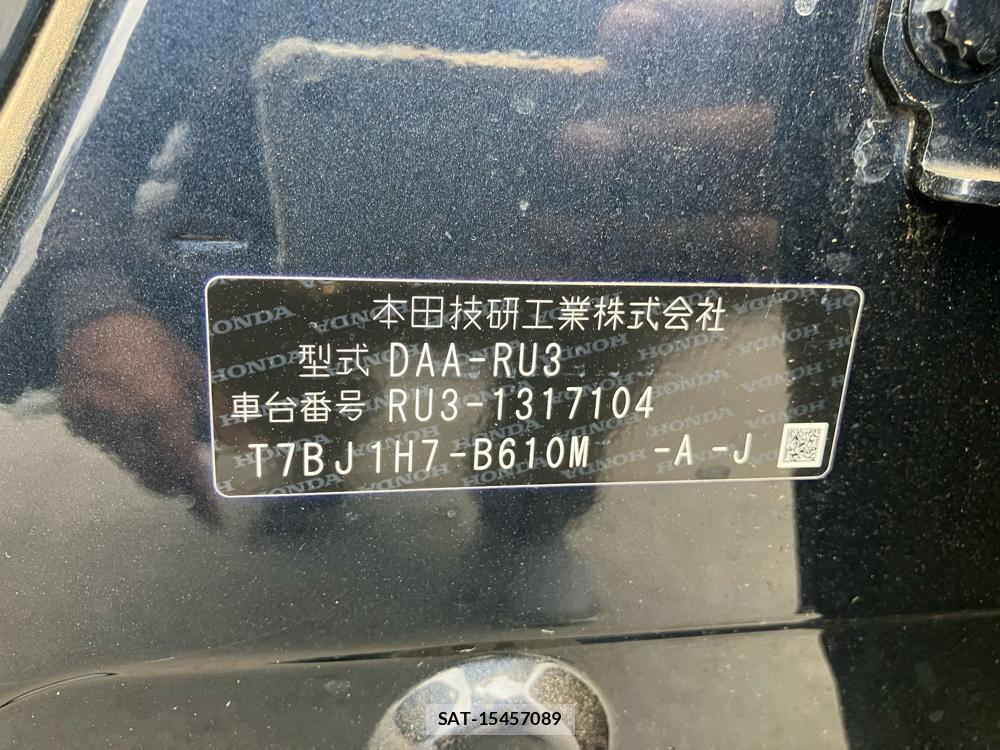 本田技研工業株式会社
型式 DAA-RU3
車台番号 RU3-1317104
T7BJ1H7-B610M -A -J
SAT-15457089